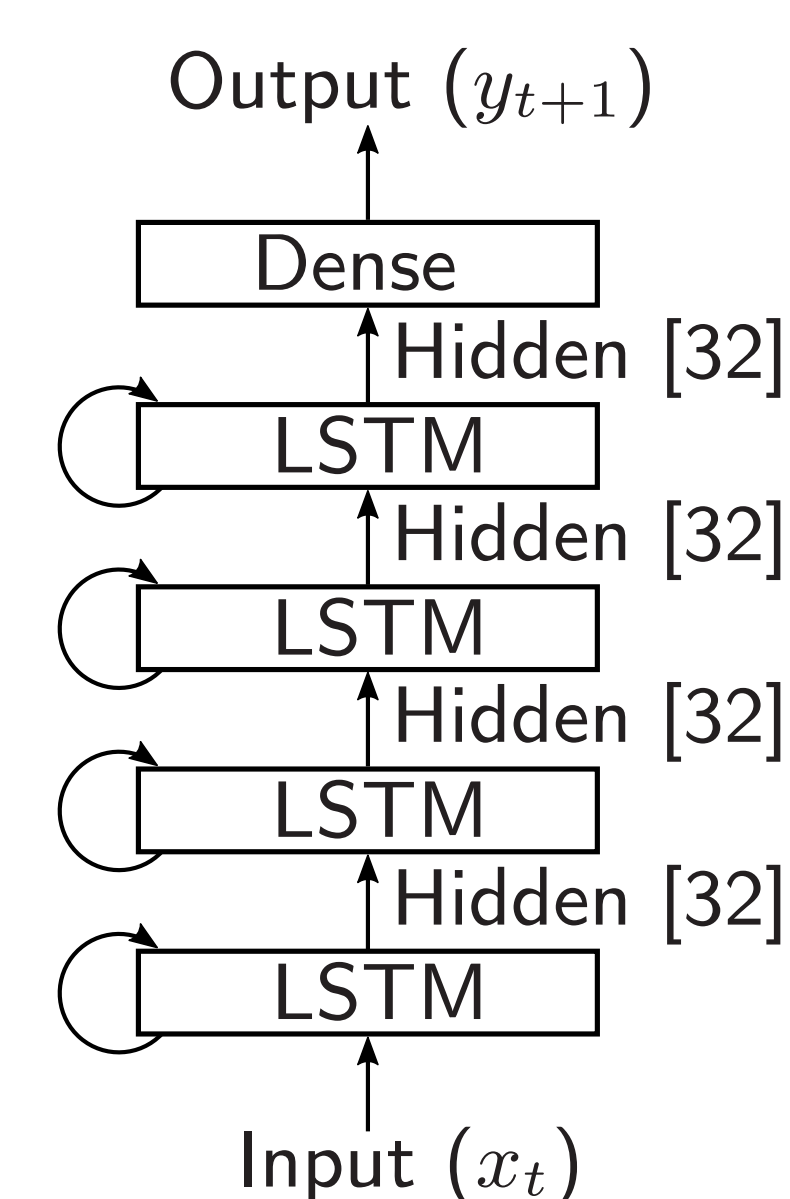 Output (y_{t+1})
Dense
Hidden [32]
LSTM
Hidden [32]
LSTM
Hidden [32]
LSTM
Hidden [32]
LSTM
Input (x_t)